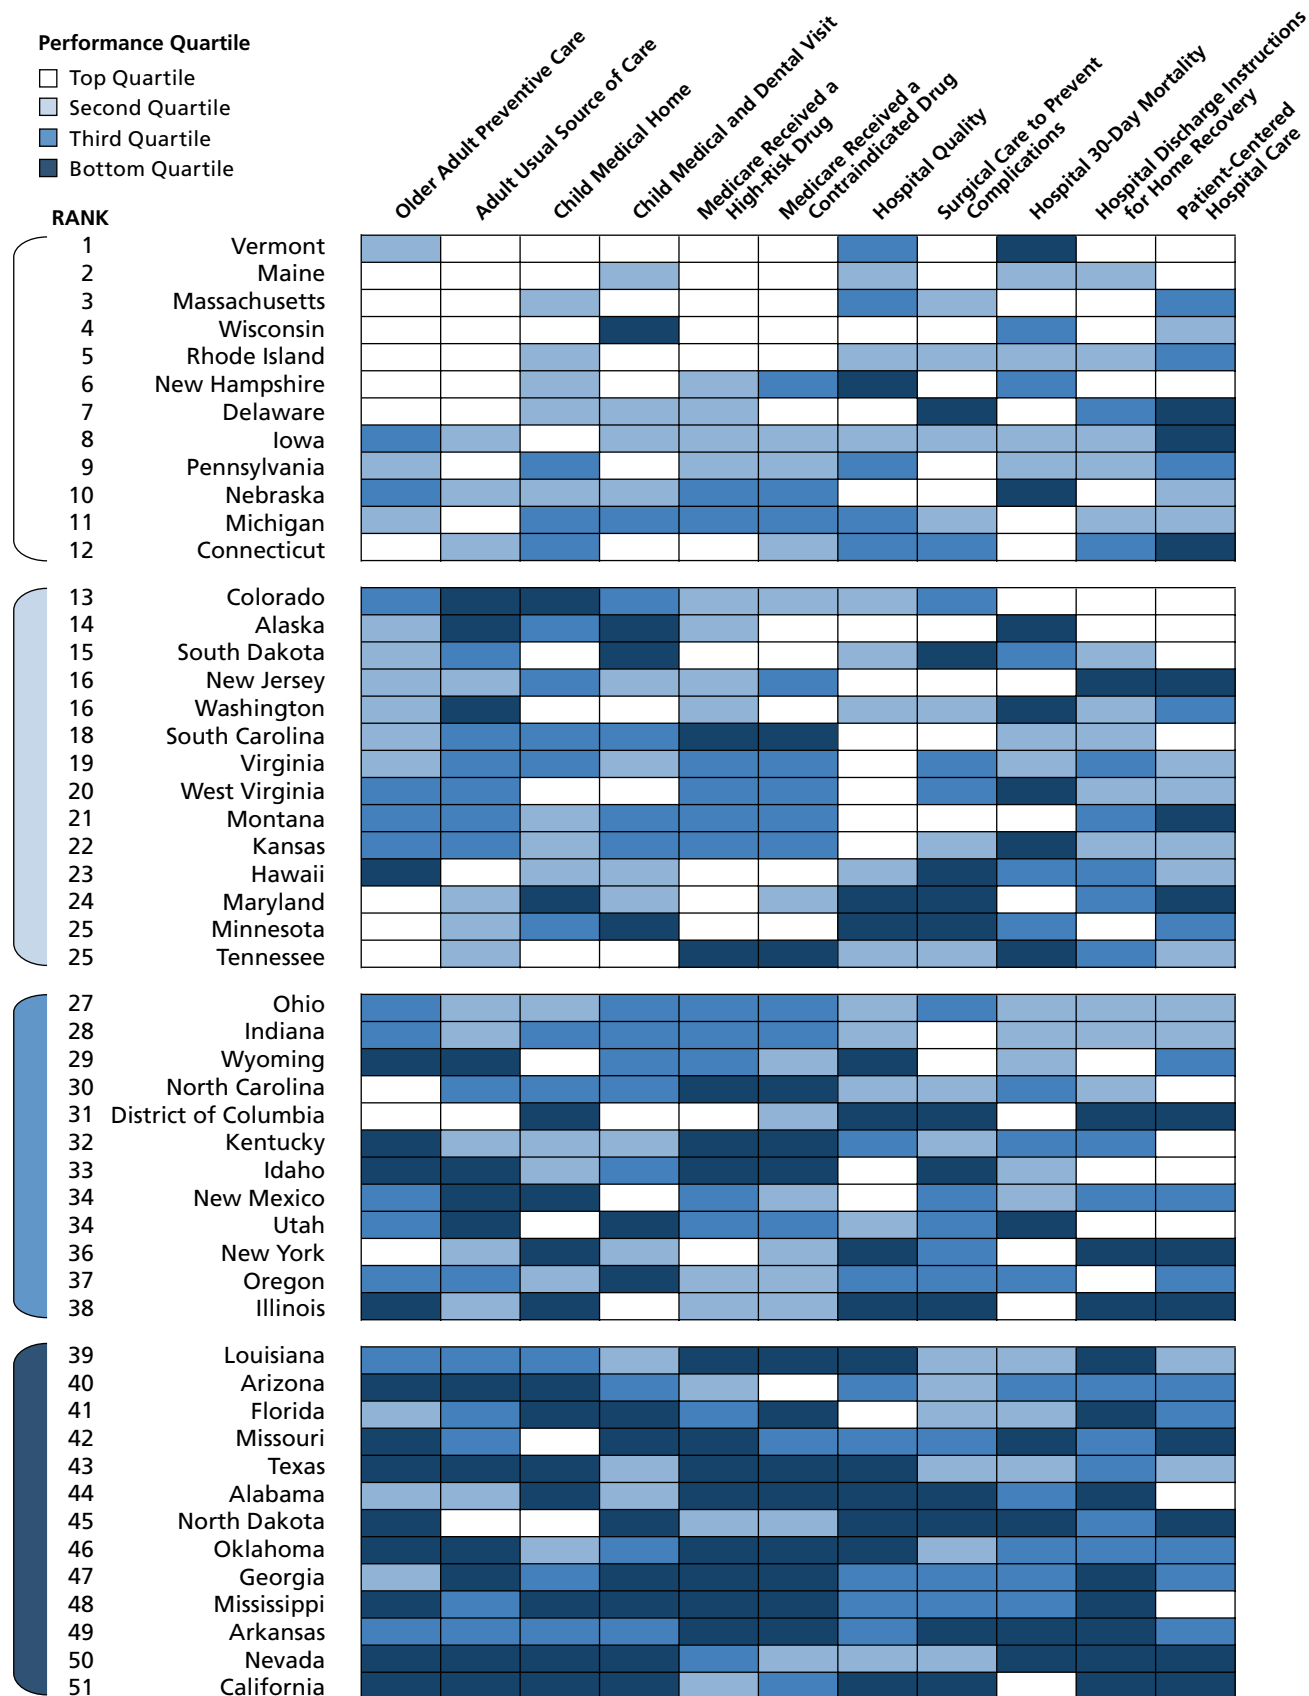 Performance Quartile
Top Quartile
Second Quartile
Third Quartile
Bottom Quartile
Older Adult Preventive Care
Adult Usual Source of Care
Child Medical Home
Child Medical and Dental Visit
Medicare Received a
High-Risk Drug
Medicare Received a
Contraindicated Drug
Hospital Quality
Surgical Care to Prevent
Complications
Hospital 30-Day Mortality
Hospital Discharge Instructions
for Home Recovery
Patient-Centered
Hospital Care
RANK
1 Vermont
2 Maine
3 Massachusetts
4 Wisconsin
5 Rhode Island
6 New Hampshire
7 Delaware
8 Iowa
9 Pennsylvania
10 Nebraska
11 Michigan
12 Connecticut
13 Colorado
14 Alaska
15 South Dakota
16 New Jersey
16 Washington
18 South Carolina
19 Virginia
20 West Virginia
21 Montana
22 Kansas
23 Hawaii
24 Maryland
25 Minnesota
25 Tennessee
27 Ohio
28 Indiana
29 Wyoming
30 North Carolina
31 District of Columbia
32 Kentucky
33 Idaho
34 New Mexico
34 Utah
36 New York
37 Oregon
38 Illinois
39 Louisiana
40 Arizona
41 Florida
42 Missouri
43 Texas
44 Alabama
45 North Dakota
46 Oklahoma
47 Georgia
48 Mississippi
49 Arkansas
50 Nevada
51 California